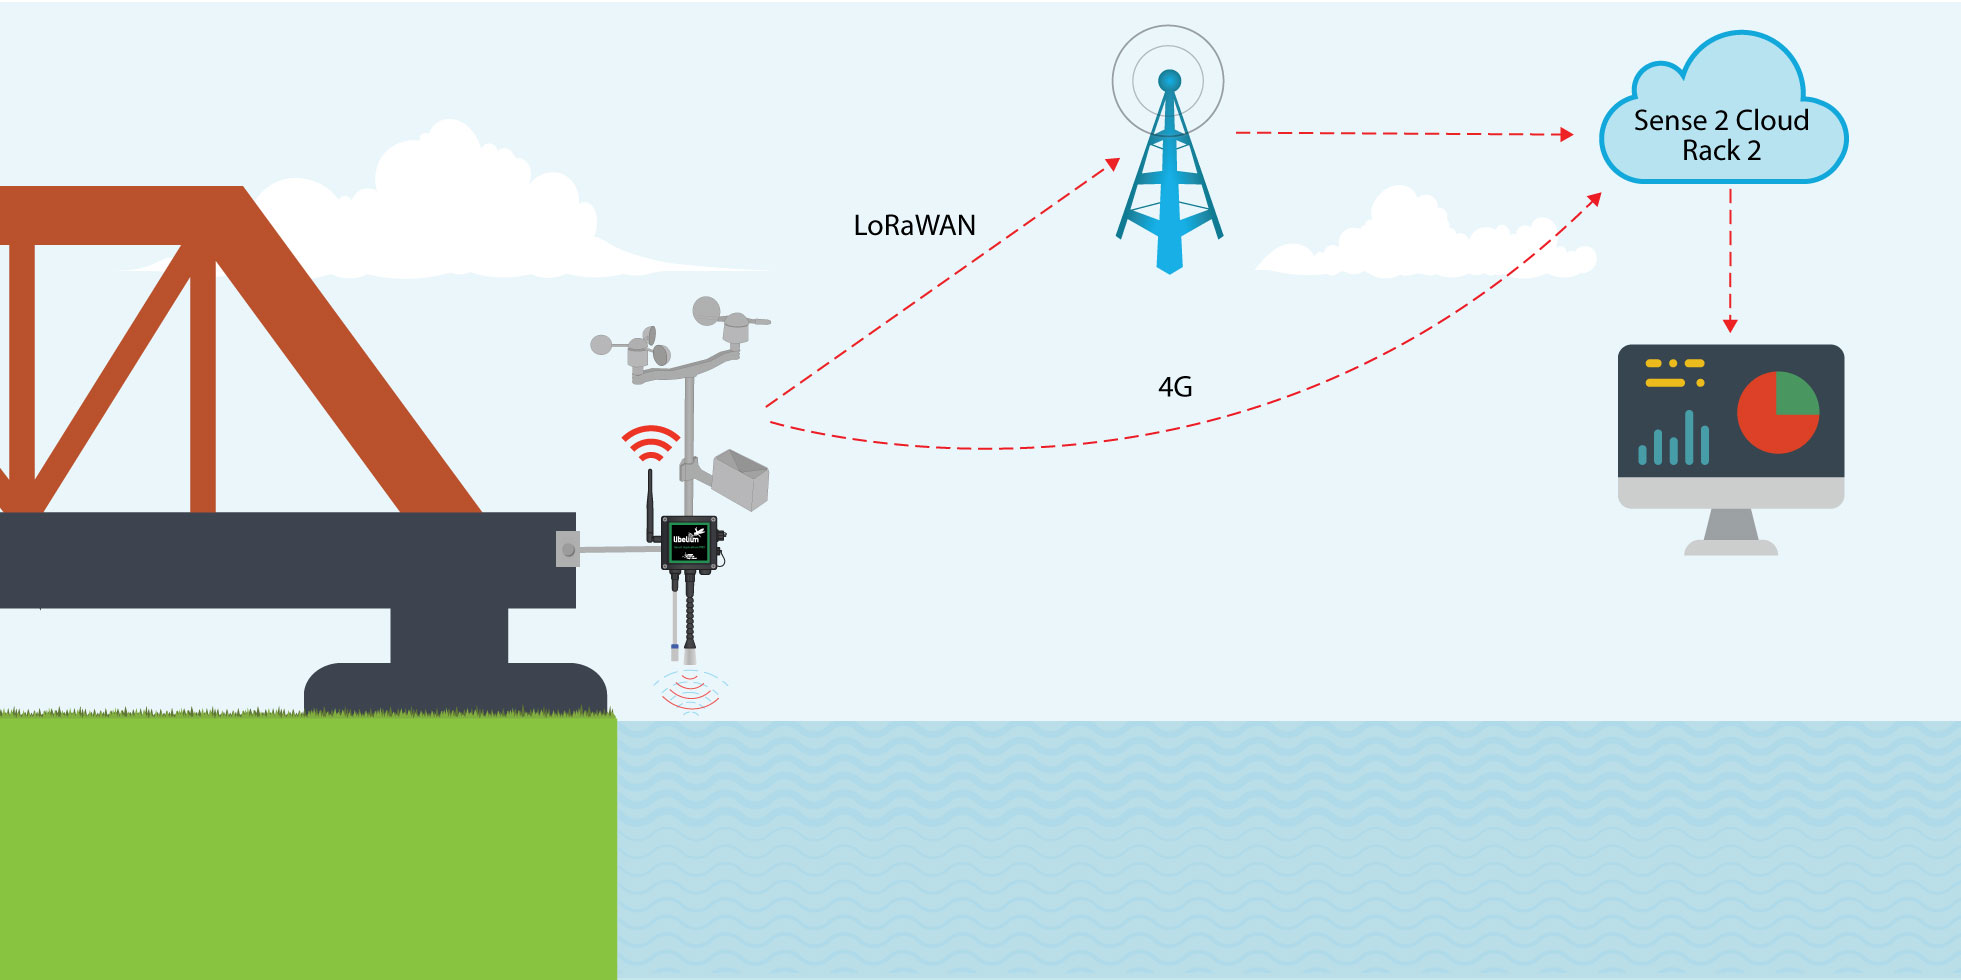 Sense 2 Cloud
Rack 2
LoRaWAN
4G
libelium